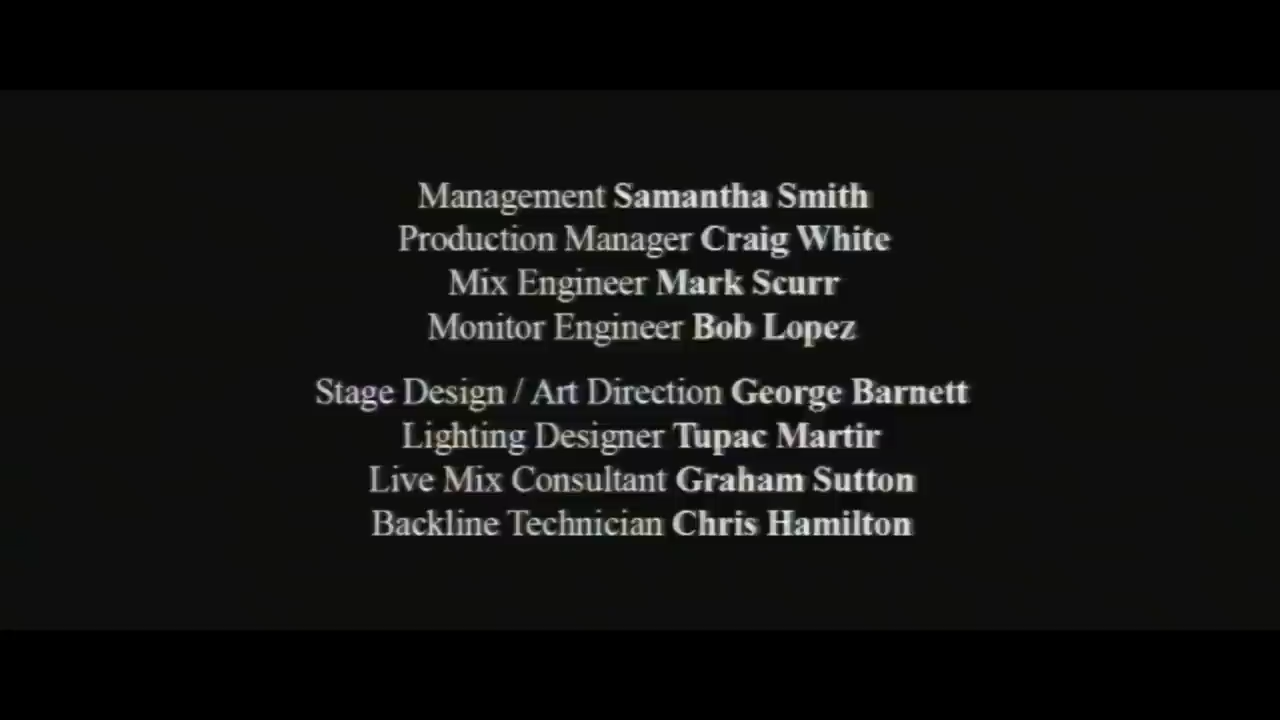 Management Samantha Smith
Production Manager Craig White
Mix Engineer Mark Scurr
Monitor Engineer Bob Lopez
Stage Design / Art Direction George Barnett
Lighting Designer Tupac Martir
Live Mix Consultant Graham Sutton
Backline Technician Chris Hamilton